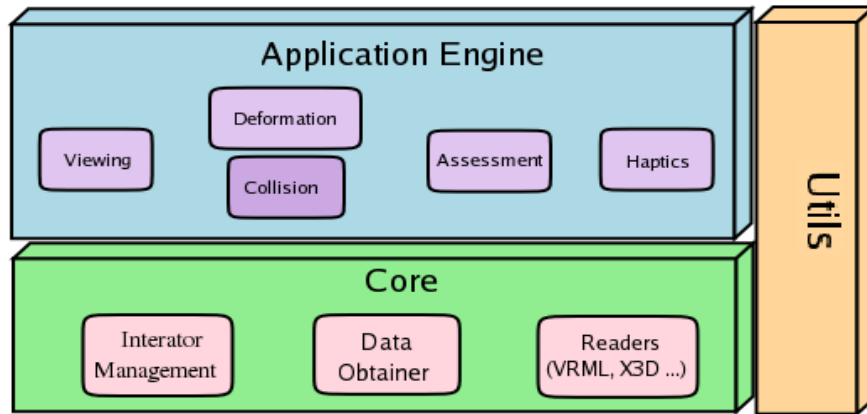 Application Engine
Deformation
Viewing
Collision
Assessment
Haptics
Utils
Core
Interator
Management
Data
Obtainer
Readers
(VRML, X3D ...)